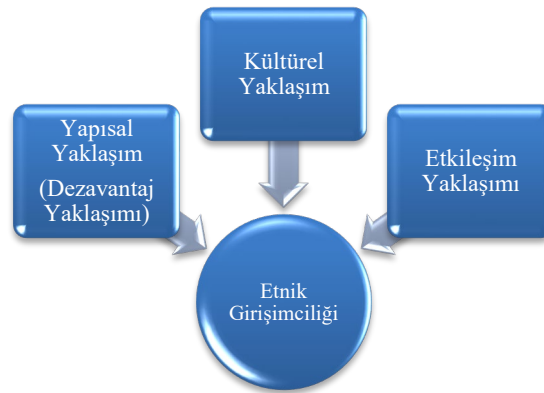 Kültürel
Yaklaşım
Yapısal
Yaklaşım
(Dezavantaj
Yaklaşımı)
Etkileşim
Yaklaşımı
Etnik
Girişimciliği